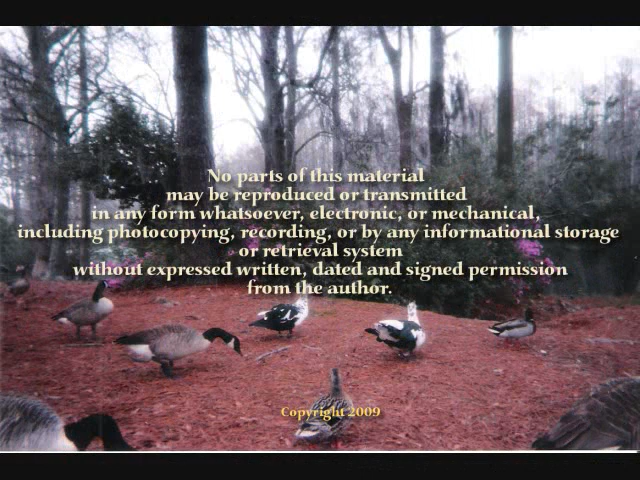 No parts of this material
may be reproduced or transmitted
in any form whatsoever, electronic, or mechanical,
including photocopying, recording, or by any informational storage
or retrieval system
without expressed written, dated and signed permission
from the author.
Copyright 2009